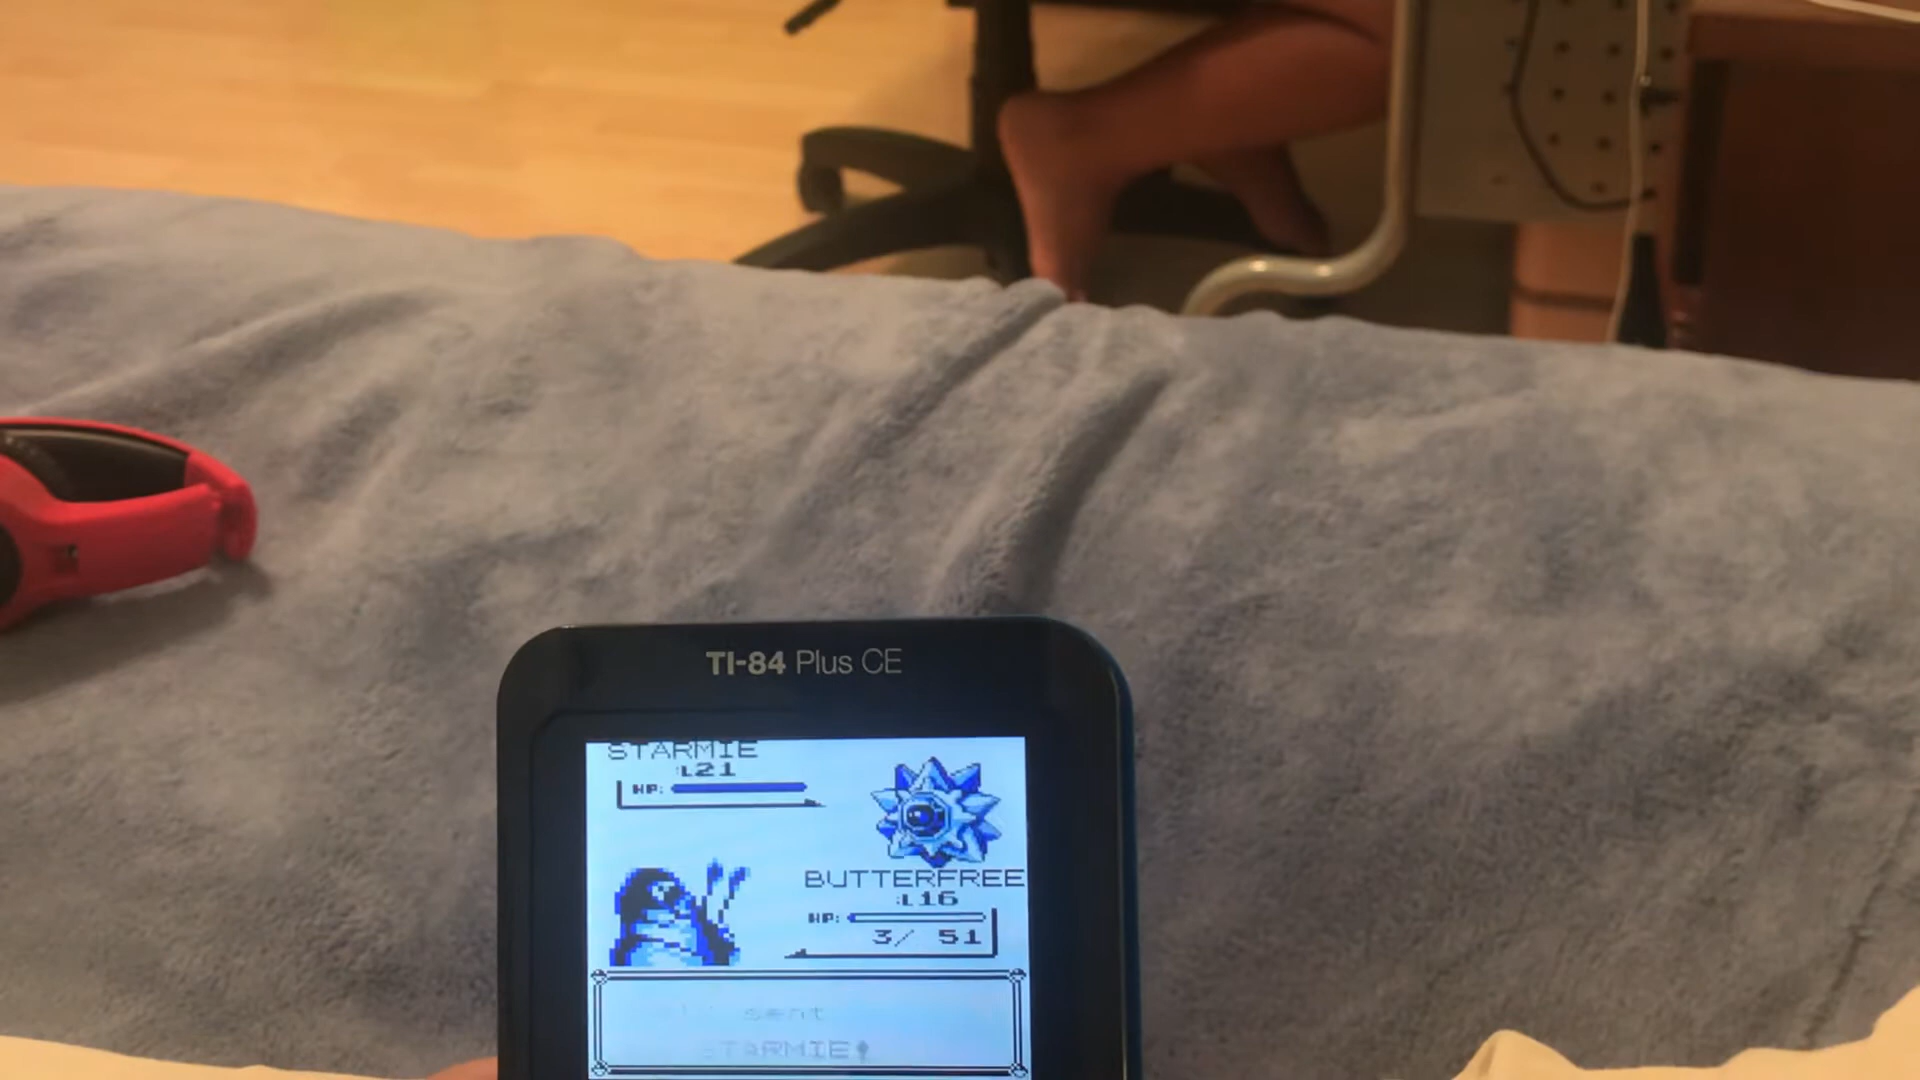 TI-84 Plus CE
STARMIE
:L21
HP:
BUTTERFREE
:L16
HP:
3/ 51
sent
STARMIE!